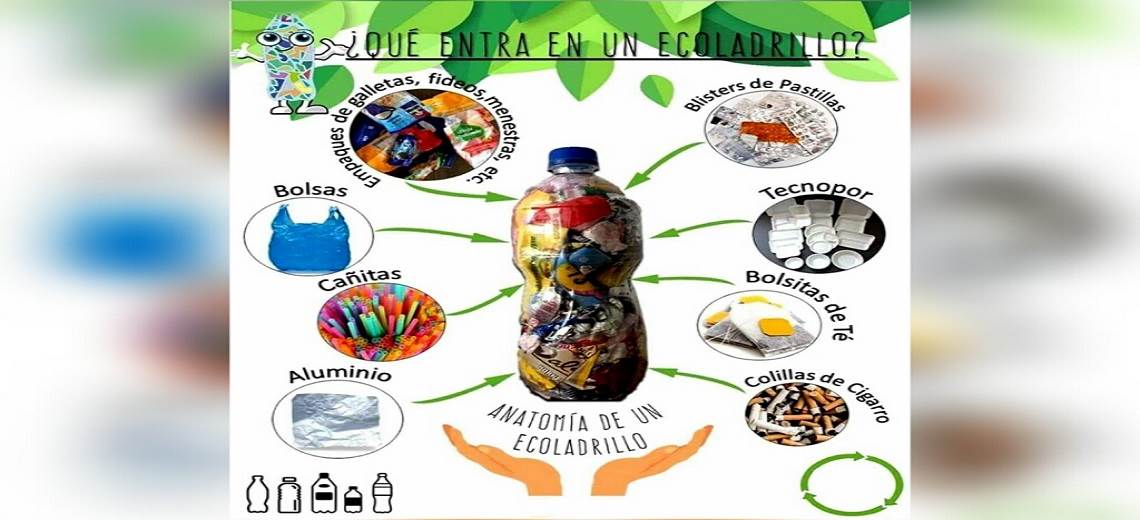 ¿QUÉ ENTRA EN UN ECOLADRILLO?
Empaques de galletas, fideos, menestras, etc.
Blisters de Pastillas
Bolsas
Tecnopor
Cañitas
Bolsitas de Té
Aluminio
Colillas de Cigarro
ANATOMÍA DE UN
ECOLADRILLO